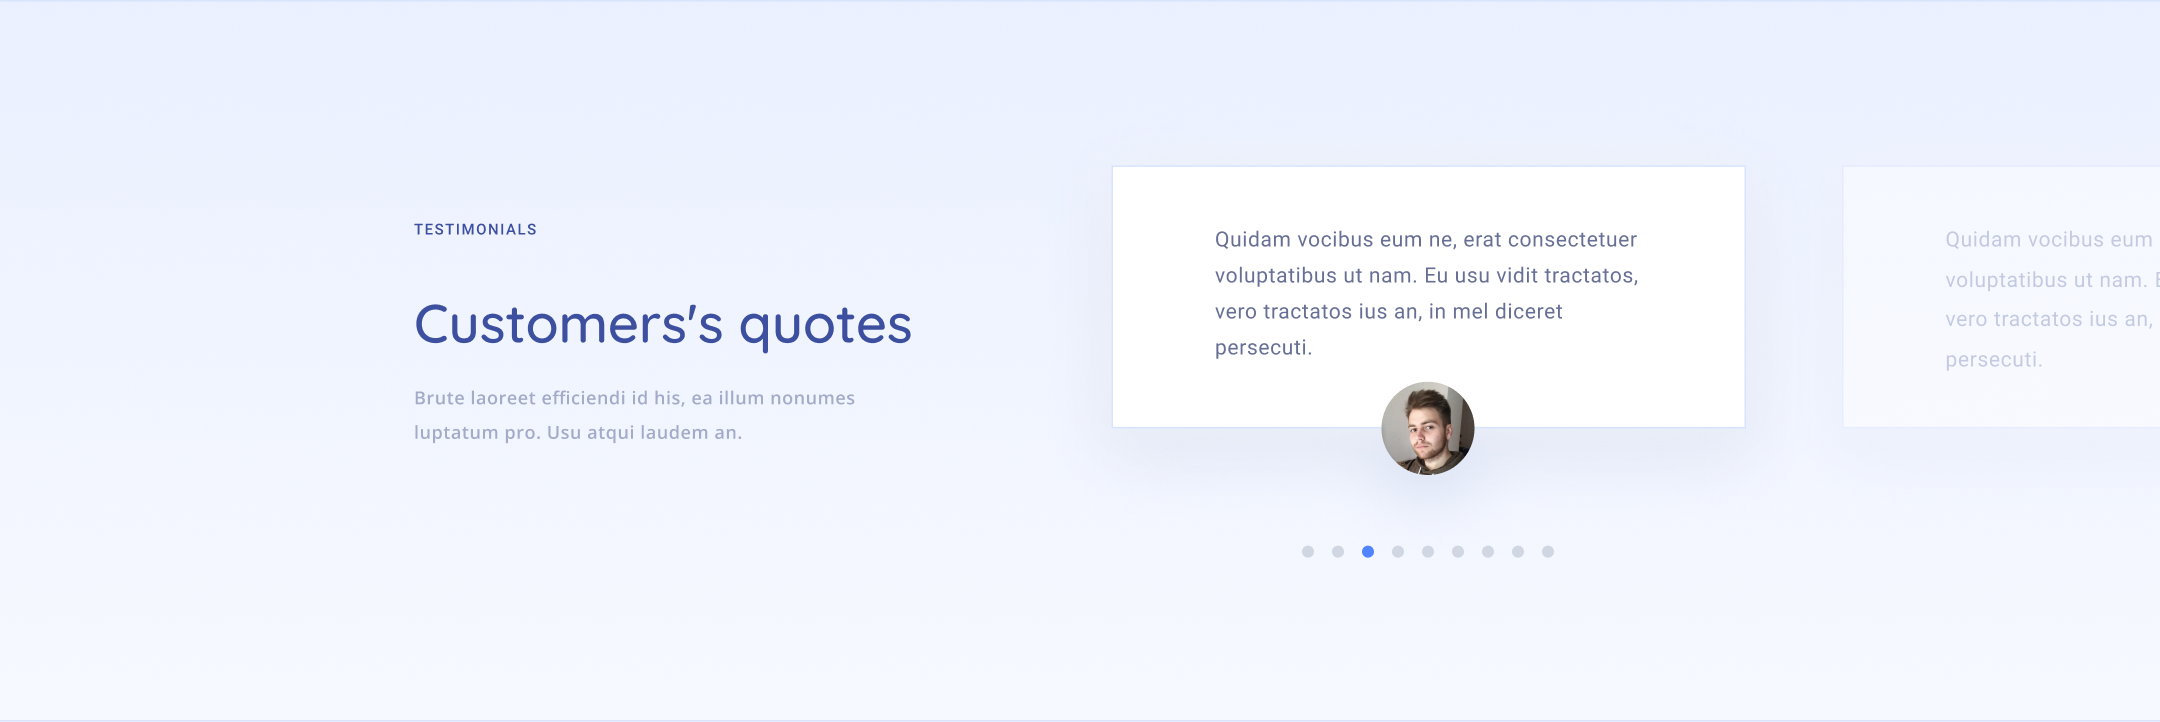 TESTIMONIALS
Customers's quotes
Brute laoreet efficiendi id his, ea illum nonumes
luptatum pro. Usu atqui laudem an.
Quidam vocibus eum ne, erat consectetuer
voluptatibus ut nam. Eu usu vidit tractatos,
vero tractatos ius an, in mel diceret
persecuti.
Quidam vocibus eum
voluptatibus ut nam.
vero tractatos ius an,
persecuti.